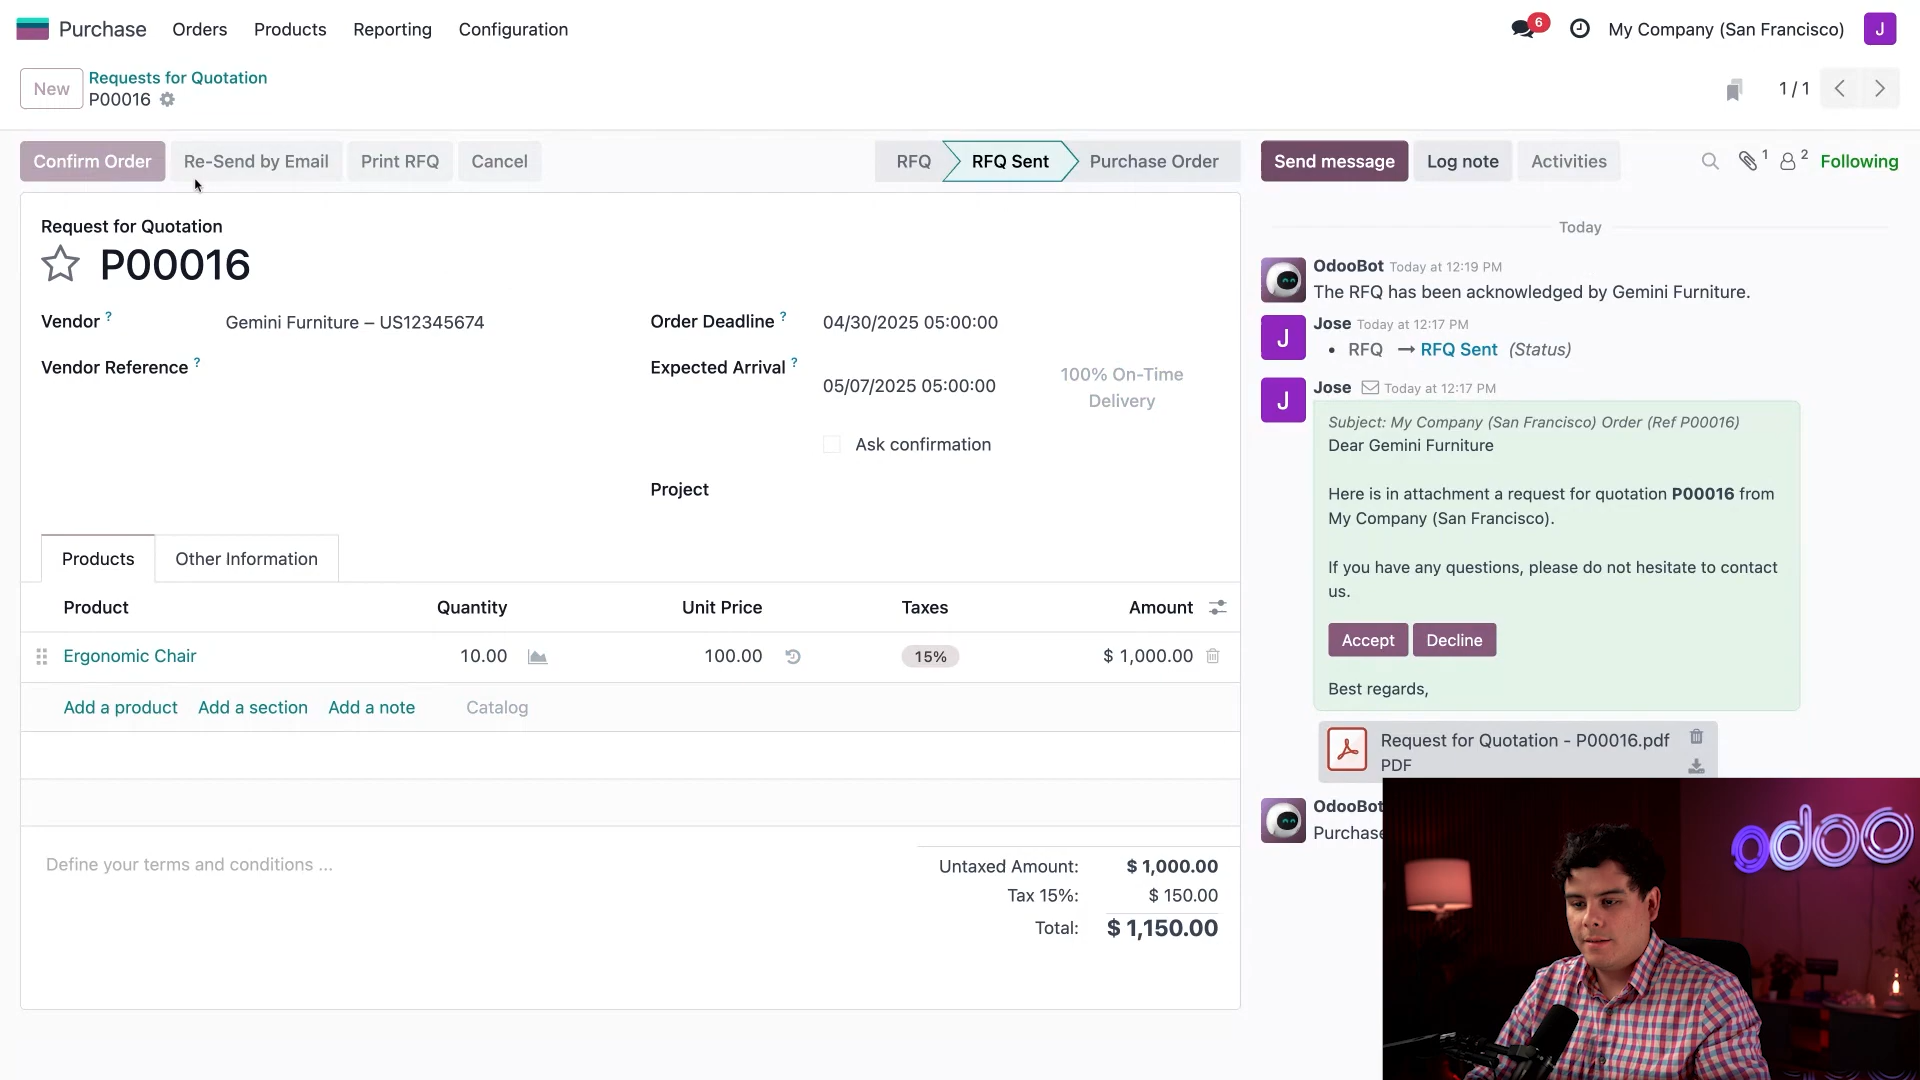 Purchase Orders Products Reporting Configuration 6 My Company (San Francisco) J
New Requests for Quotation
P00016 1 / 1
Confirm Order Re-Send by Email Print RFQ Cancel RFQ RFQ Sent Purchase Order
Send message Log note Activities 1 2 Following
Request for Quotation
P00016
Vendor ? Gemini Furniture – US12345674
Vendor Reference ?
Order Deadline ? 04/30/2025 05:00:00
Expected Arrival ? 05/07/2025 05:00:00 100% On-Time
Delivery
Ask confirmation
Project
Products Other Information
Product Quantity Unit Price Taxes Amount
Ergonomic Chair 10.00 100.00 15% $ 1,000.00
Add a product Add a section Add a note Catalog
Define your terms and conditions ...
Untaxed Amount: $ 1,000.00
Tax 15%: $ 150.00
Total: $ 1,150.00
Today
OdooBot Today at 12:19 PM
The RFQ has been acknowledged by Gemini Furniture.
J Jose Today at 12:17 PM
• RFQ → RFQ Sent (Status)
J Jose Today at 12:17 PM
Subject: My Company (San Francisco) Order (Ref P00016)
Dear Gemini Furniture
Here is in attachment a request for quotation P00016 from
My Company (San Francisco).
If you have any questions, please do not hesitate to contact
us.
Accept Decline
Best regards,
Request for Quotation - P00016.pdf
PDF
OdooBot
Purchase
odoo